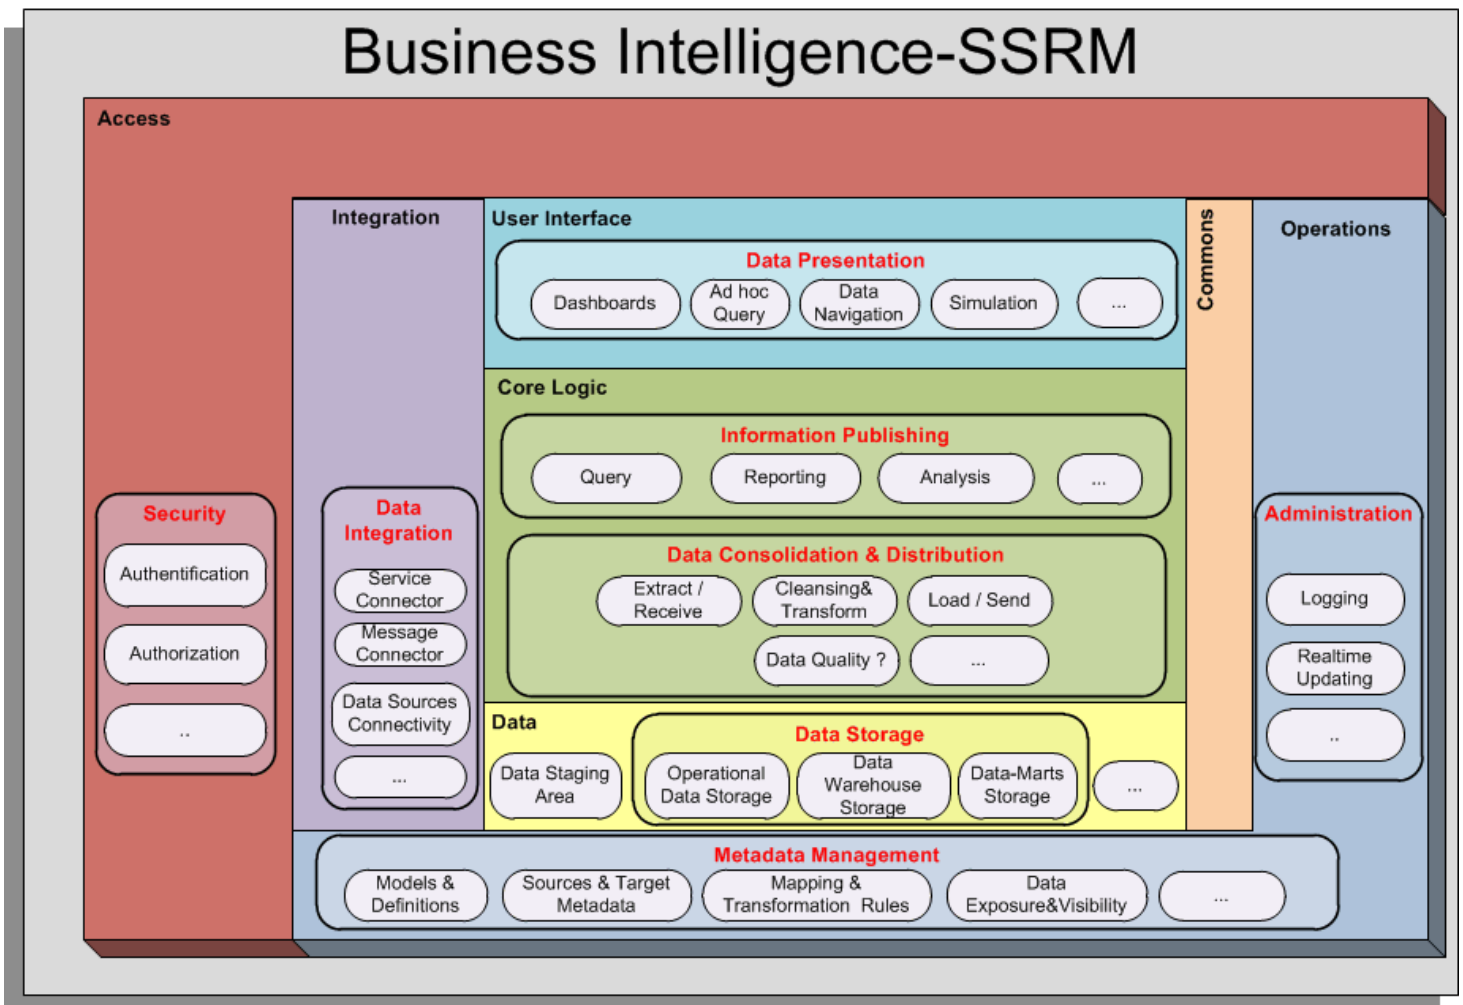 Business Intelligence-SSRM
Access
Integration
User Interface
Commons
Operations
Data Presentation
Dashboards
Ad hoc
Query
Data
Navigation
Simulation
...
Core Logic
Information Publishing
Query
Reporting
Analysis
...
Security
Authentification
Authorization
..
Data
Integration
Service
Connector
Message
Connector
Data Sources
Connectivity
...
Data Consolidation & Distribution
Extract /
Receive
Cleansing&
Transform
Load / Send
Data Quality ?
...
Administration
Logging
Realtime
Updating
..
Data
Data Staging
Area
Data Storage
Operational
Data Storage
Data
Warehouse
Storage
Data-Marts
Storage
...
Metadata Management
Models &
Definitions
Sources & Target
Metadata
Mapping &
Transformation Rules
Data
Exposure&Visibility
...